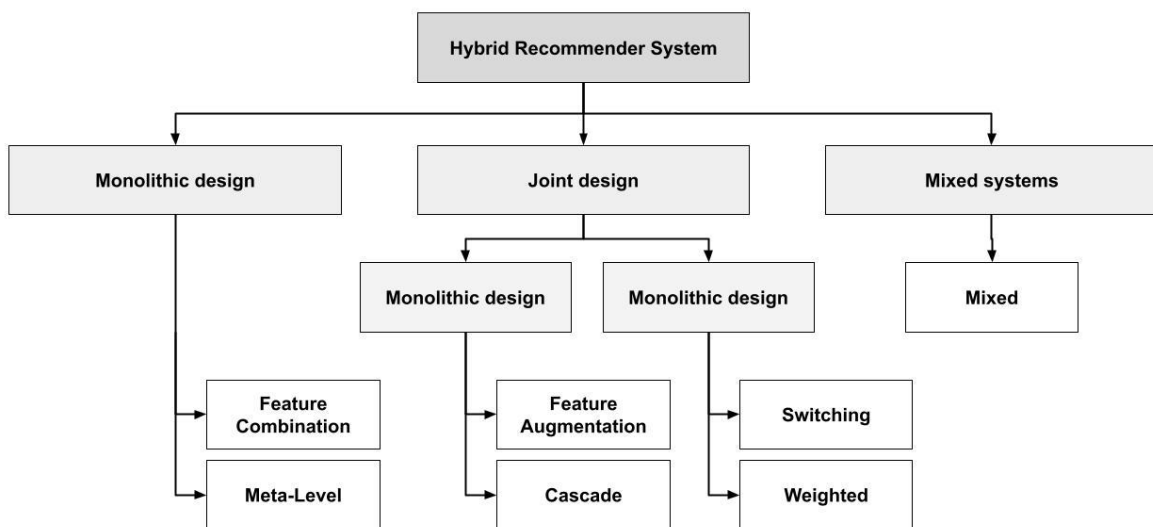 Hybrid Recommender System
Monolithic design
Joint design
Mixed systems
Monolithic design
Monolithic design
Mixed
Feature
Combination
Feature
Augmentation
Switching
Meta-Level
Cascade
Weighted